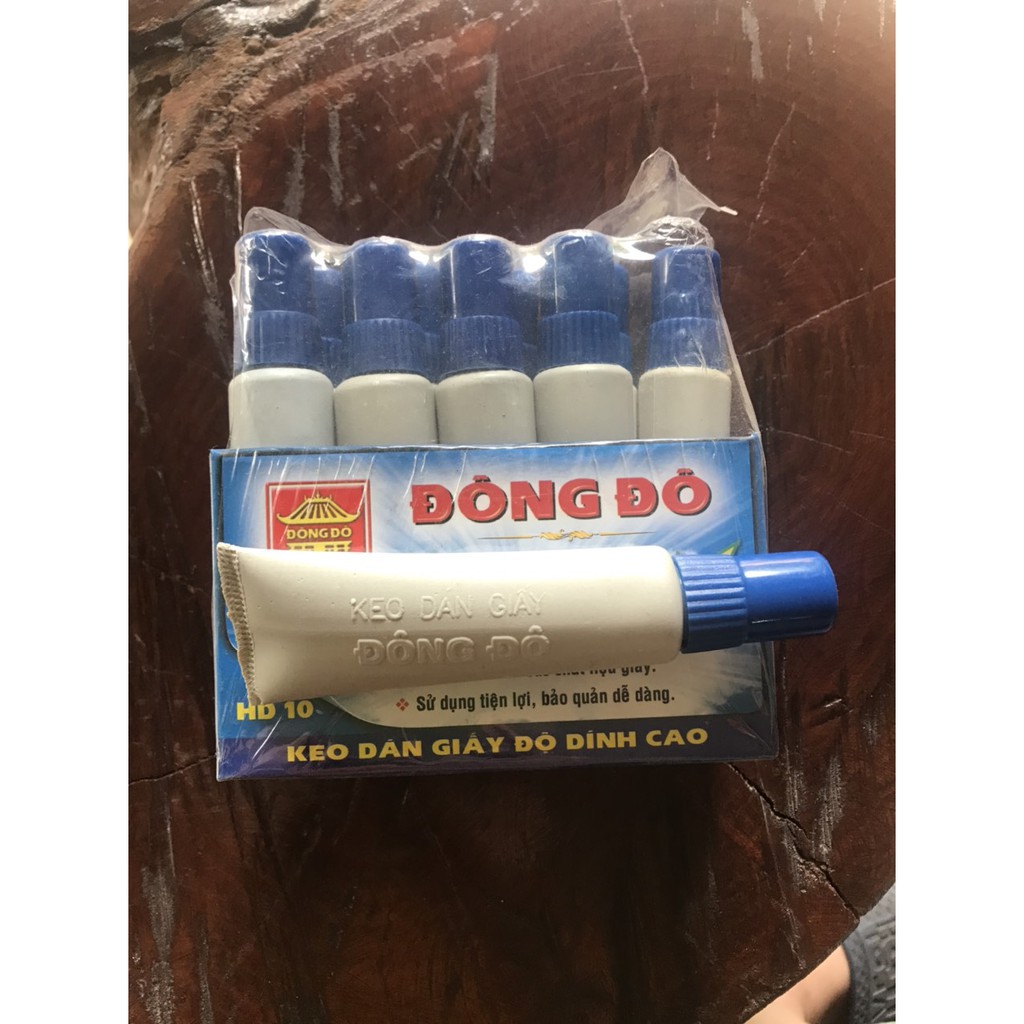 ĐÔNG ĐÔ
ĐÔNG ĐÔ
KEO DÁN GIẤY
ĐÔNG ĐÔ
giấy.
❖ Sử dụng tiện lợi, bảo quản dễ dàng.
HD 10
KEO DÁN GIẤY ĐỘ DÍNH CAO